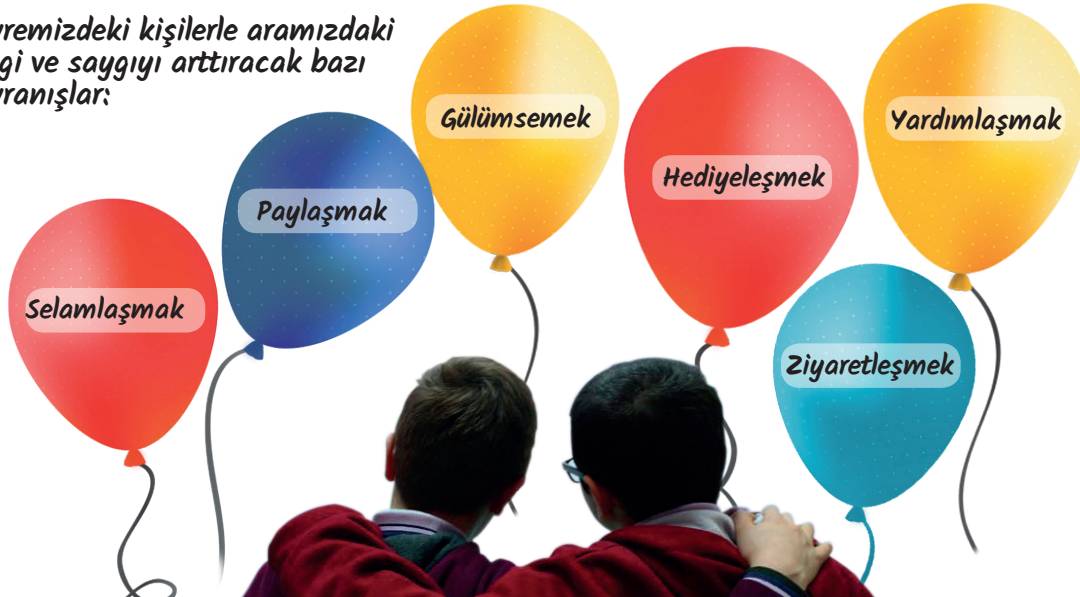 kişilerle aramızdaki
ve saygıyı arttıracak bazı
Gülümsemek
Yardımlaşmak
Hediyeleşmek
Paylaşmak
Selamlaşmak
Ziyaretleşmek